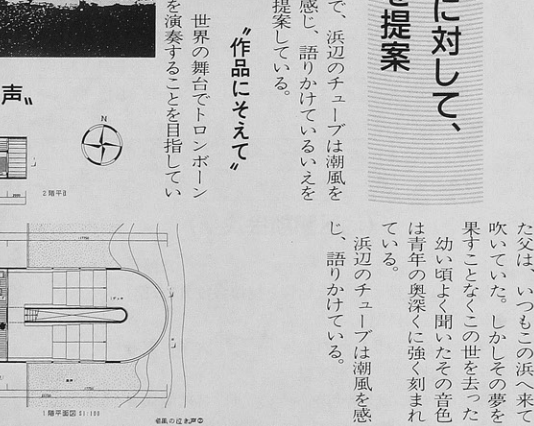 に対して、
を提案
で、浜辺のチューブは潮風を
感じ、語りかけているいえを
提案している。
〝作品にそえて〟
世界の舞台でトロンボーン
を演奏することを目指してい
た父は、いつもこの浜へ来て
吹いていた。しかしその夢を
果すことなくこの世を去った
幼い頃よく聞いたその音色
は青年の奥深くに強く刻まれ
ている。
浜辺のチューブは潮風を感
じ、語りかけている。
声〟
N
2階平面
1階平面図 S1:100